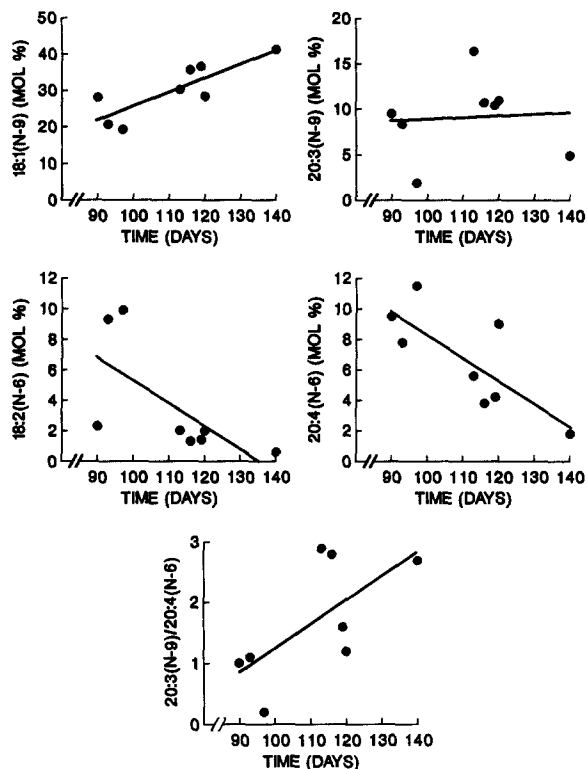 18:1(N-9) (MOL %)
50
40
30
20
10
0
90 100 110 120 130 140
TIME (DAYS)
20:3(N-9) (MOL %)
20
15
10
5
0
90 100 110 120 130 140
TIME (DAYS)
18:2(N-6) (MOL %)
12
10
8
6
4
2
0
90 100 110 120 130 140
TIME (DAYS)
20:4(N-6) (MOL %)
12
10
8
6
4
2
0
90 100 110 120 130 140
TIME (DAYS)
20:3(N-9)/20:4(N-6)
3
2
1
0
90 100 110 120 130 140
TIME (DAYS)